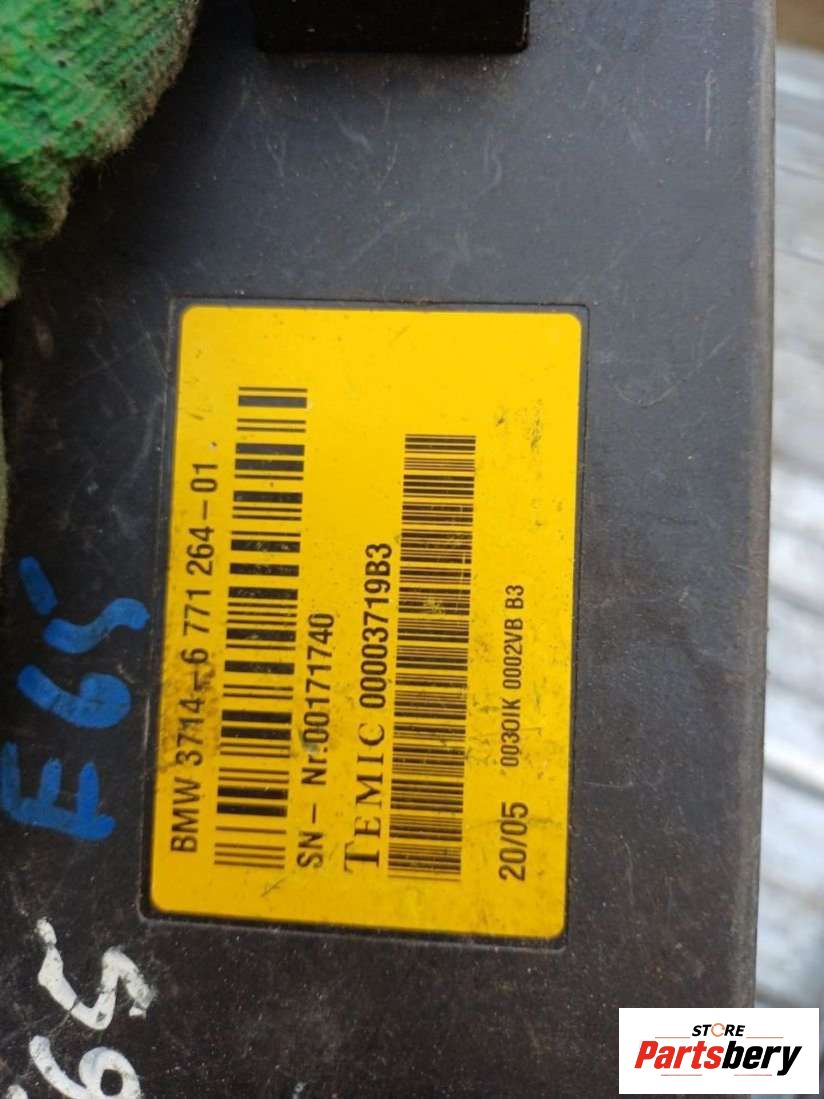 BMW 3714-6 771 264-01
SN- Nr.00171740
TEMIC 00003719B3
20/05 0030IK 0002VB B3
E65
65
STORE
Partsbery